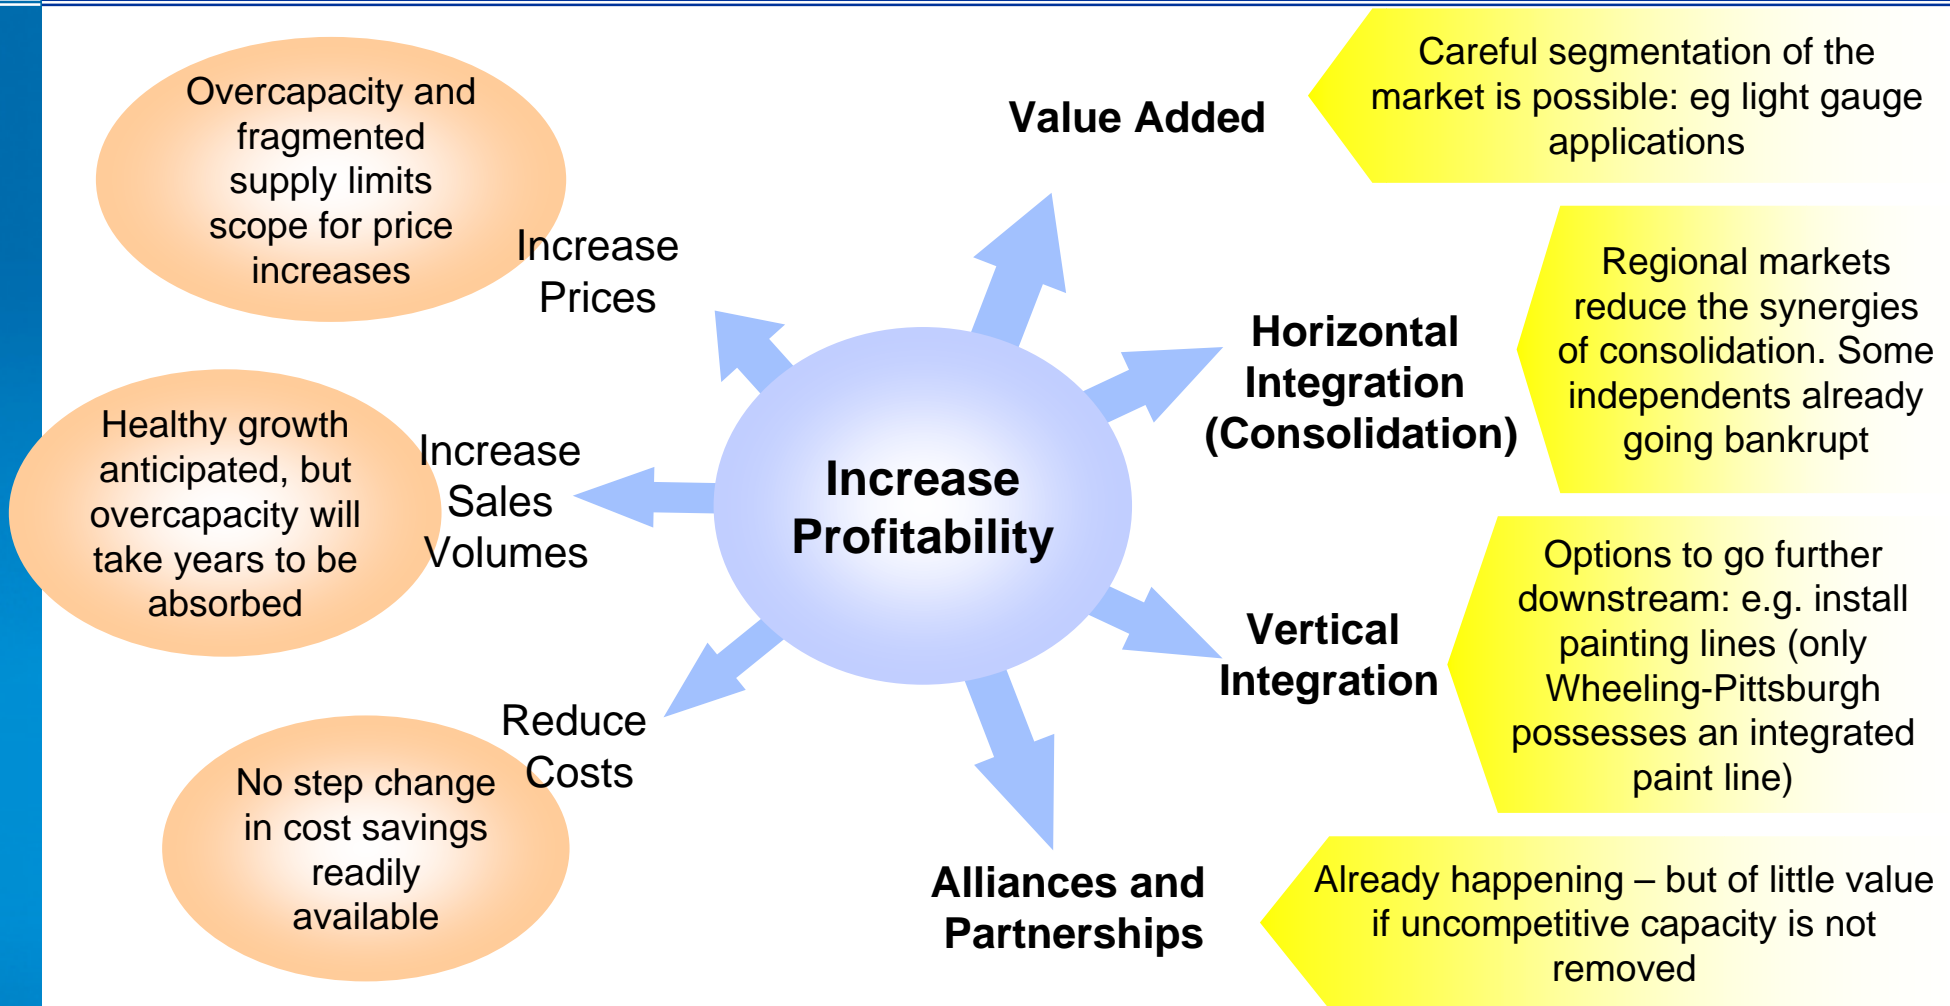 Overcapacity and
fragmented
supply limits
scope for price
increases
Increase
Prices
Healthy growth
anticipated, but
overcapacity will
take years to be
absorbed
Increase
Sales
Volumes
No step change
in cost savings
readily
available
Reduce
Costs
Increase
Profitability
Value Added
Careful segmentation of the
market is possible: eg light gauge
applications
Horizontal
Integration
(Consolidation)
Regional markets
reduce the synergies
of consolidation. Some
independents already
going bankrupt
Vertical
Integration
Options to go further
downstream: e.g. install
painting lines (only
Wheeling-Pittsburgh
possesses an integrated
paint line)
Alliances and
Partnerships
Already happening – but of little value
if uncompetitive capacity is not
removed